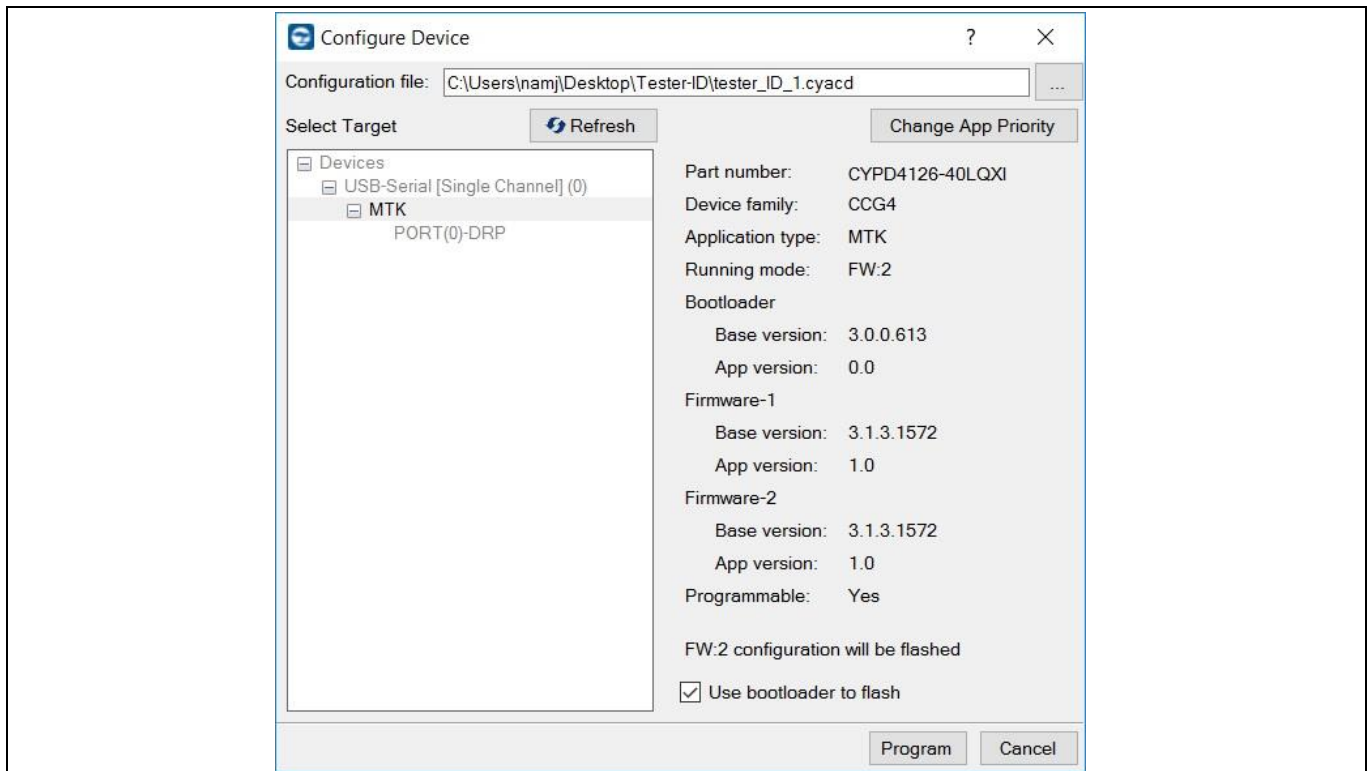 Configure Device ?
Configuration file: C:\Users\namj\Desktop\Tester-ID\tester_ID_1.cyacd ...
Select Target Refresh Change App Priority
Devices
USB-Serial [Single Channel] (0)
MTK
PORT(0)-DRP
Part number: CYPD4126-40LQXI
Device family: CCG4
Application type: MTK
Running mode: FW:2
Bootloader
Base version: 3.0.0.613
App version: 0.0
Firmware-1
Base version: 3.1.3.1572
App version: 1.0
Firmware-2
Base version: 3.1.3.1572
App version: 1.0
Programmable: Yes
FW:2 configuration will be flashed
Use bootloader to flash
Program Cancel